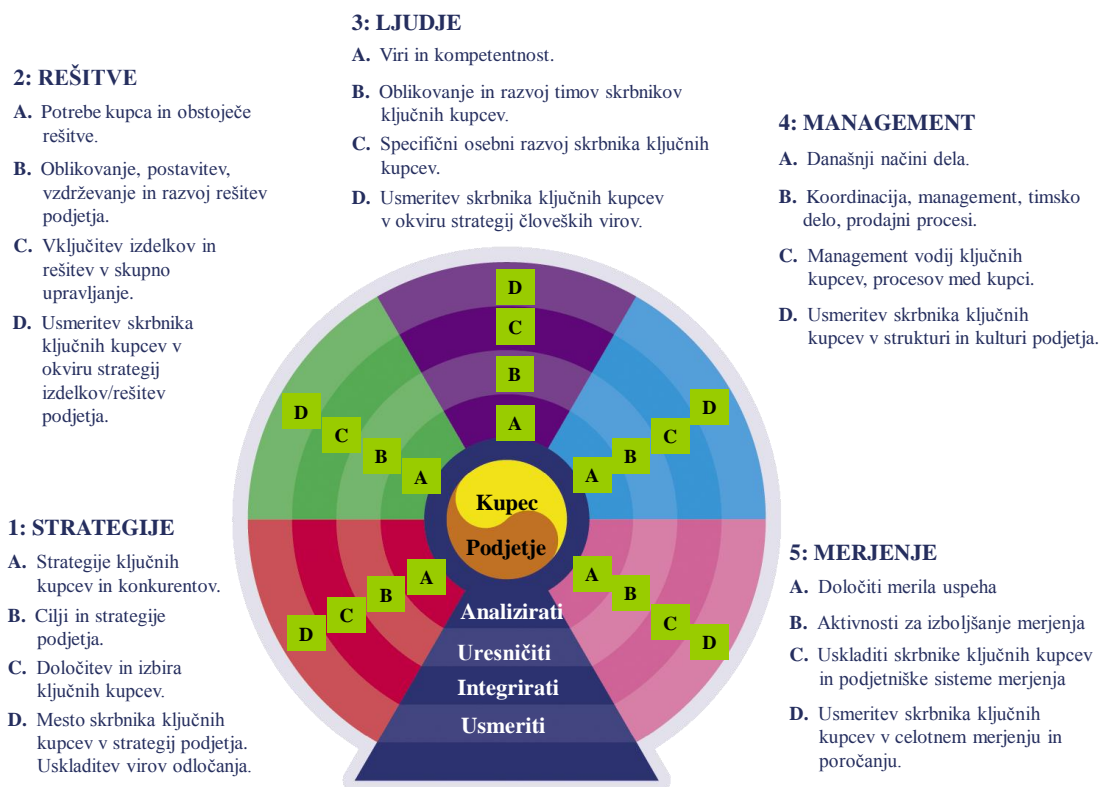 3: LJUDJE
A. Viri in kompetentnost.
B. Oblikovanje in razvoj timov skrbnikov
ključnih kupcev.
C. Specifični osebni razvoj skrbnika ključnih
kupcev.
D. Usmeritev skrbnika ključnih kupcev
v okviru strategij človeških virov.
2: REŠITVE
A. Potrebe kupca in obstoječe
rešitve.
B. Oblikovanje, postavitev,
vzdrževanje in razvoj rešitev
podjetja.
C. Vključitev izdelkov in
rešitev v skupno
upravljanje.
D. Usmeritev skrbnika
ključnih kupcev v
okviru strategij
izdelkov/rešitev
podjetja.
4: MANAGEMENT
A. Današnji načini dela.
B. Koordinacija, management, timsko
delo, prodajni procesi.
C. Management vodij ključnih
kupcev, procesov med kupci.
D. Usmeritev skrbnika ključnih
kupcev v strukturi in kulturi podjetja.
1: STRATEGIJE
A. Strategije ključnih
kupcev in konkurentov.
B. Cilji in strategije
podjetja.
C. Določitev in izbira
ključnih kupcev.
D. Mesto skrbnika ključnih
kupcev v strategij podjetja.
Uskladitev virov odločanja.
5: MERJENJE
A. Določiti merila uspeha
B. Aktivnosti za izboljšanje merjenja
C. Uskladiti skrbnike ključnih kupcev
in podjetniške sisteme merjenja
D. Usmeritev skrbnika ključnih
kupcev v celotnem merjenju in
poročanju.
D
C
B
A
D
C
B
A
D
C
B
A
Kupec
Podjetje
A
B
C
D
A
B
C
D
Analizirati
Uresničiti
Integrirati
Usmeriti